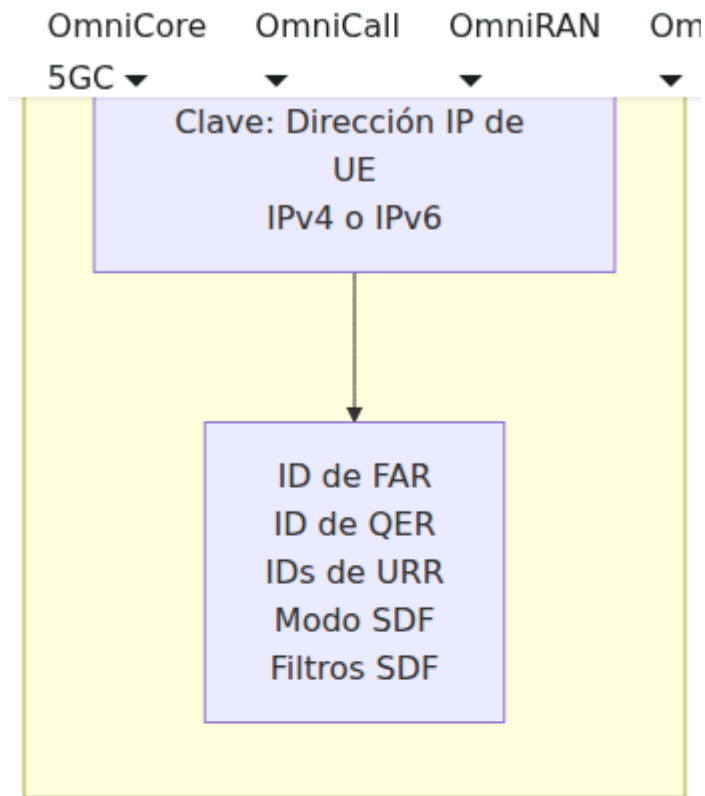 OmniCore OmniCall OmniRAN Om
5GC
Clave: Dirección IP de
UE
IPv4 o IPv6
ID de FAR
ID de QER
IDs de URR
Modo SDF
Filtros SDF